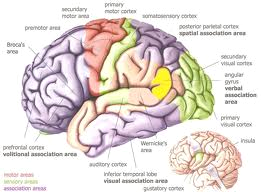 secondary
motor area
primary
motor cortex
somatosensory cortex
premotor area
posterior parietal cortex
spatial association area
Broca's
area
secondary
visual cortex
angular
gyrus
verbal
association
area
primary
visual cortex
prefrontal cortex
volitional association area
Wernicke's
area
insula
auditory cortex
inferior temporal lobe
visual association area
gustatory cortex
motor areas
sensory areas
association areas